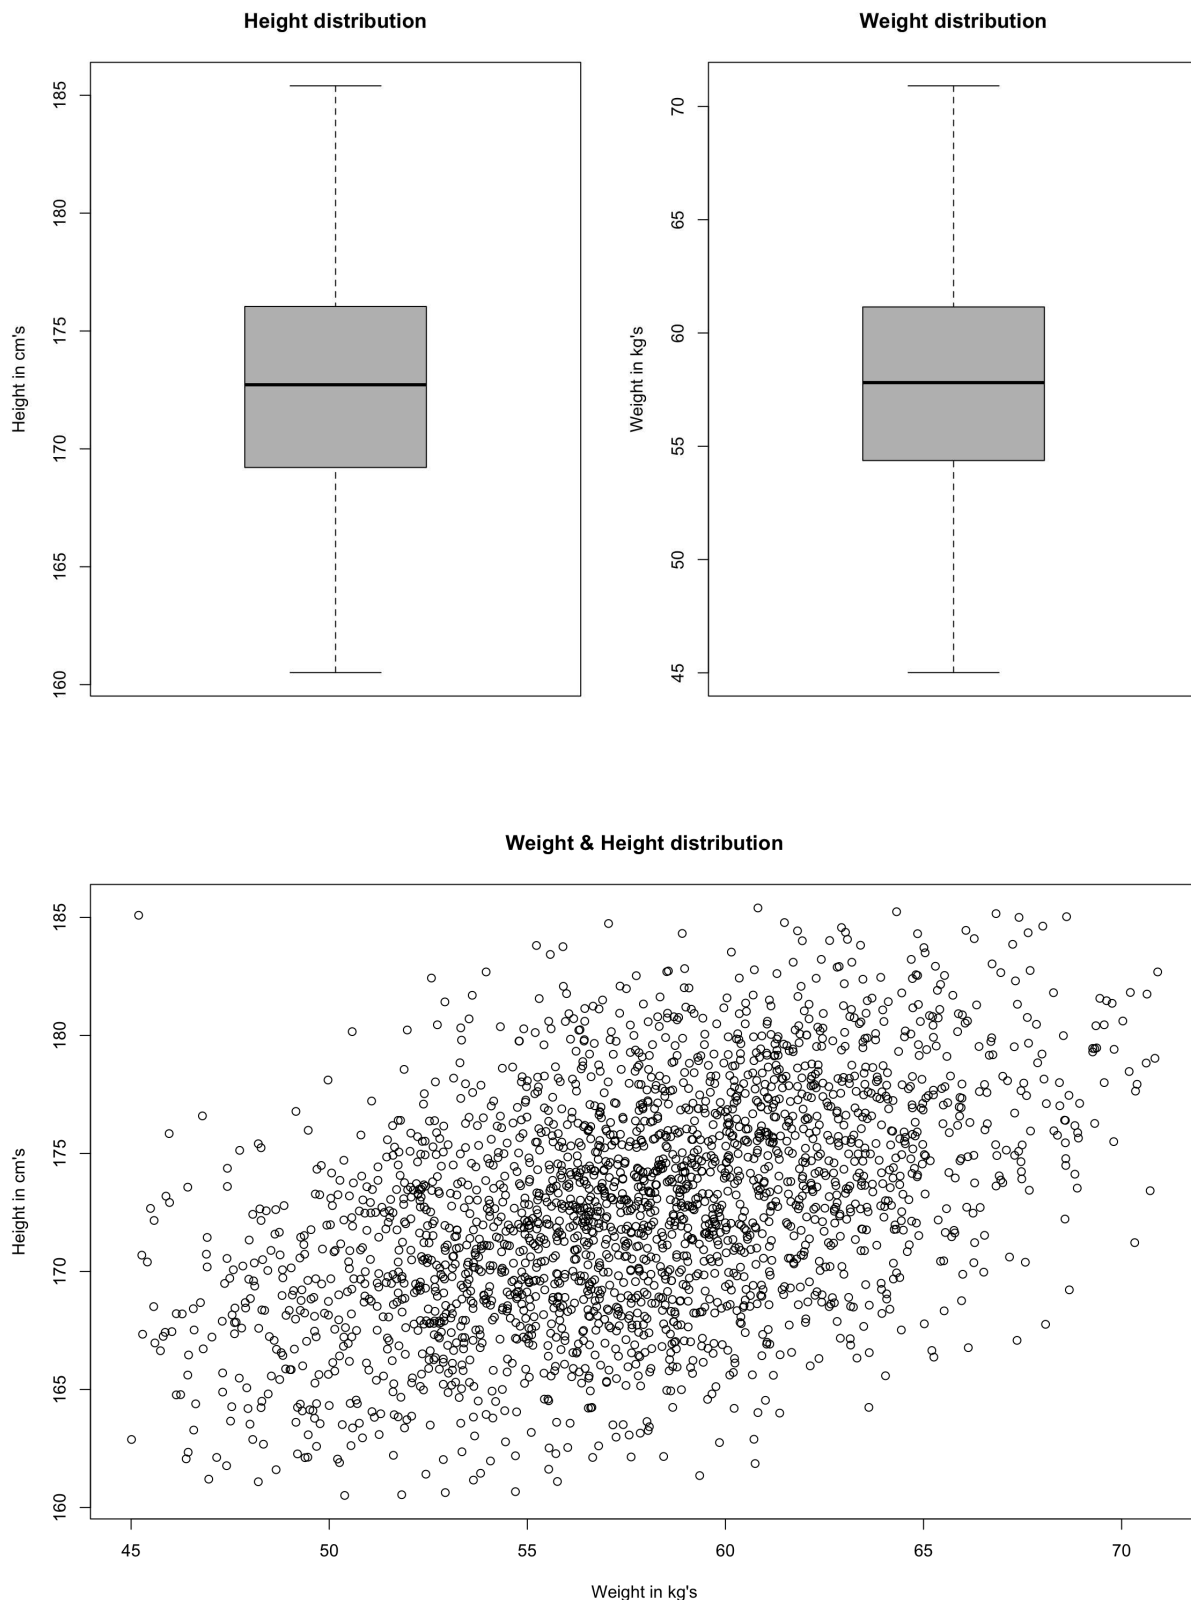 Height distribution
Weight distribution
Height in cm's
185
180
175
170
165
160
Weight in kg's
70
65
60
55
50
45
Weight & Height distribution
Height in cm's
185
180
175
170
165
160
45 50 55 60 65 70
Weight in kg's